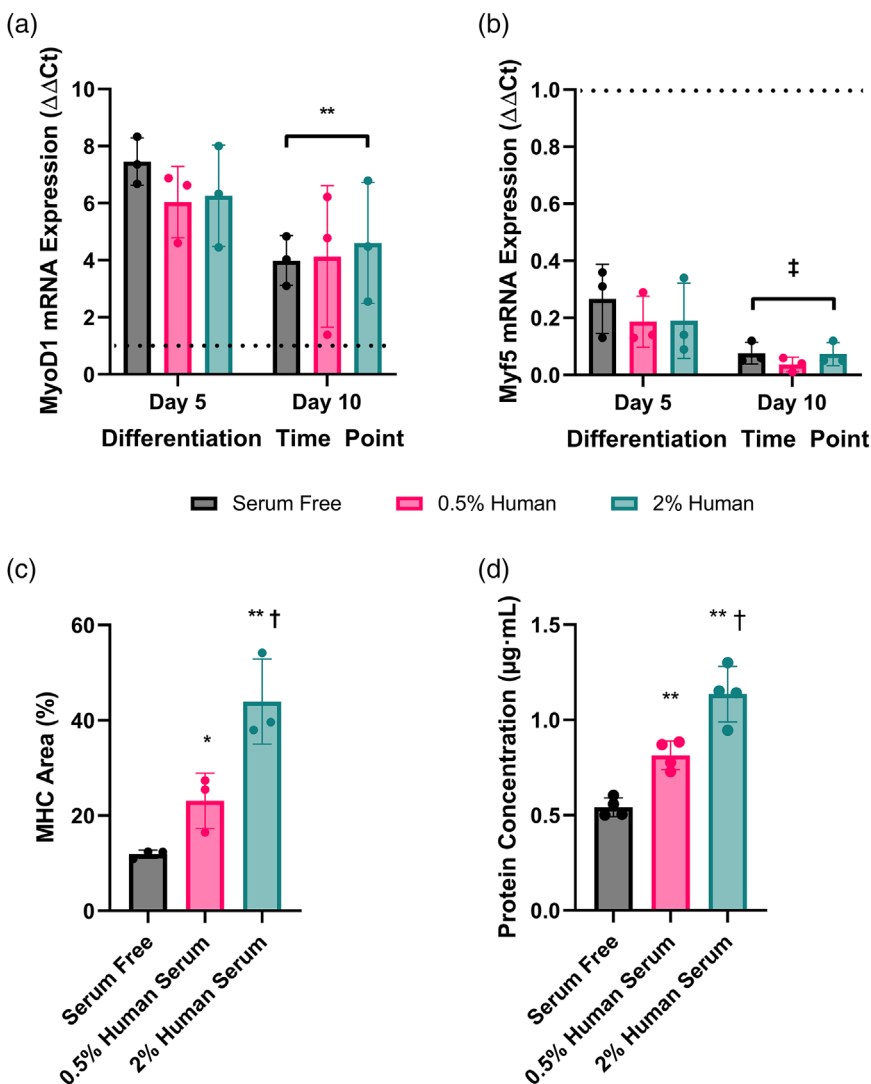 (a)
MyoD1 mRNA Expression (ΔΔCt)
10
8
6
4
2
0
**
Day 5
Day 10
Differentiation Time Point
(b)
Myf5 mRNA Expression (ΔΔCt)
1.0
0.8
0.6
0.4
0.2
0.0
‡
Day 5
Day 10
Differentiation Time Point
Serum Free
0.5% Human
2% Human
(c)
MHC Area (%)
60
40
20
0
*
** †
Serum Free
0.5% Human Serum
2% Human Serum
(d)
Protein Concentration (µg·mL)
1.5
1.0
0.5
0.0
**
** †
Serum Free
0.5% Human Serum
2% Human Serum